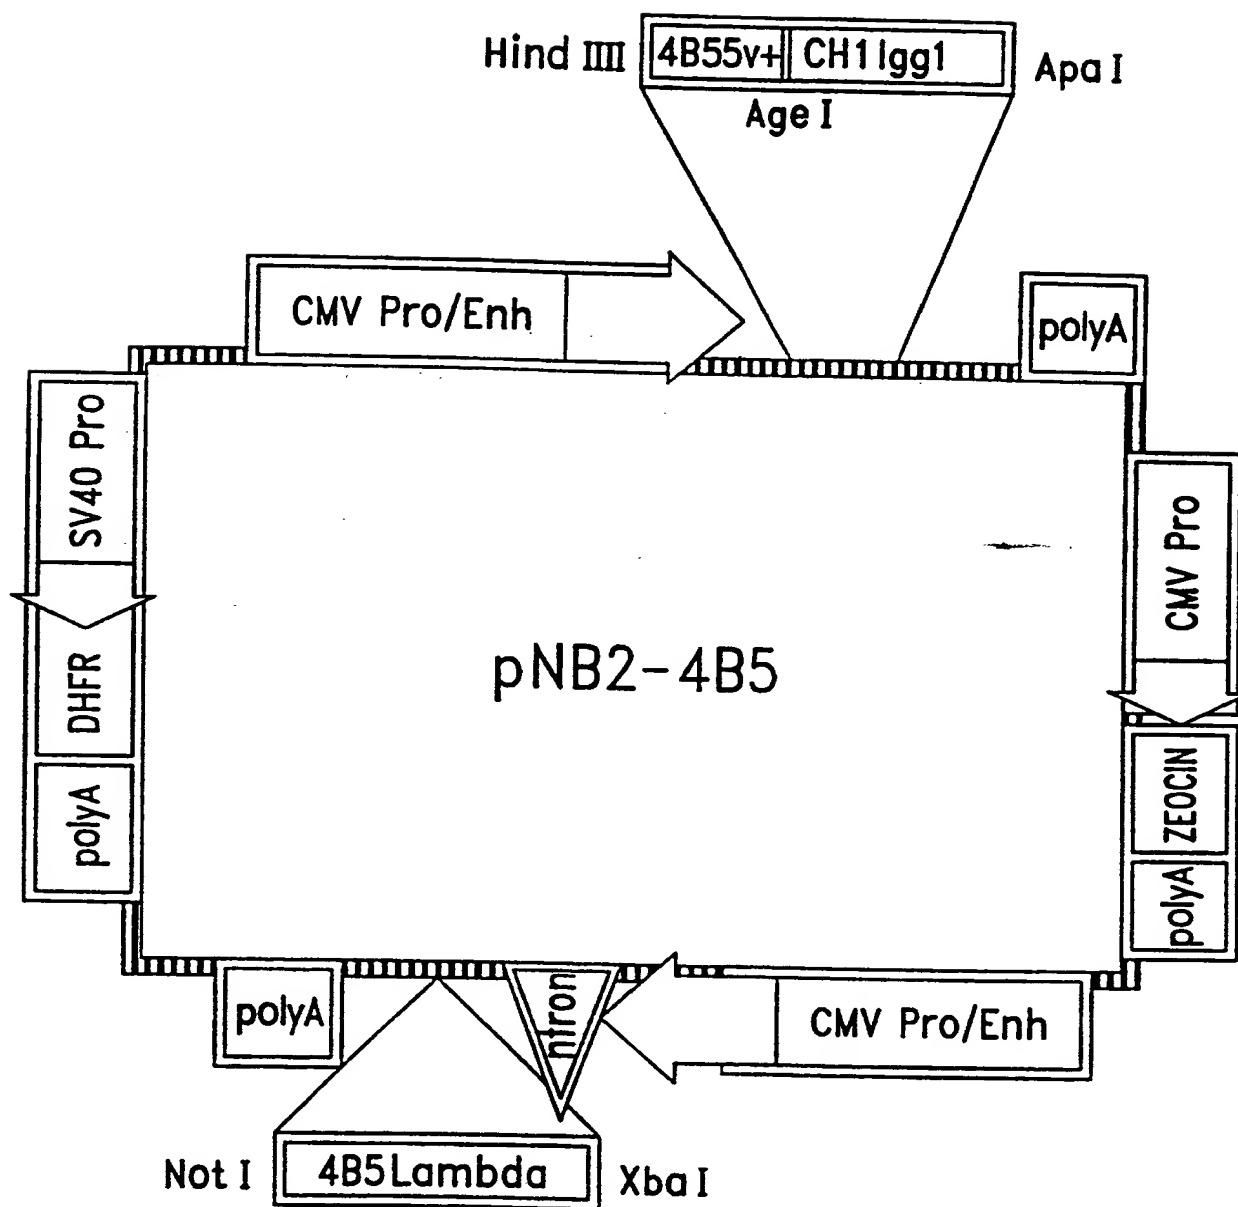 Hind IIII
4B55v+
CH1 Igg1
Apa I
Age I
CMV Pro/Enh
polyA
SV40 Pro
DHFR
polyA
pNB2-4B5
CMV Pro
ZEOCIN
polyA
polyA
ntron
CMV Pro/Enh
Not I
4B5Lambda
Xba I